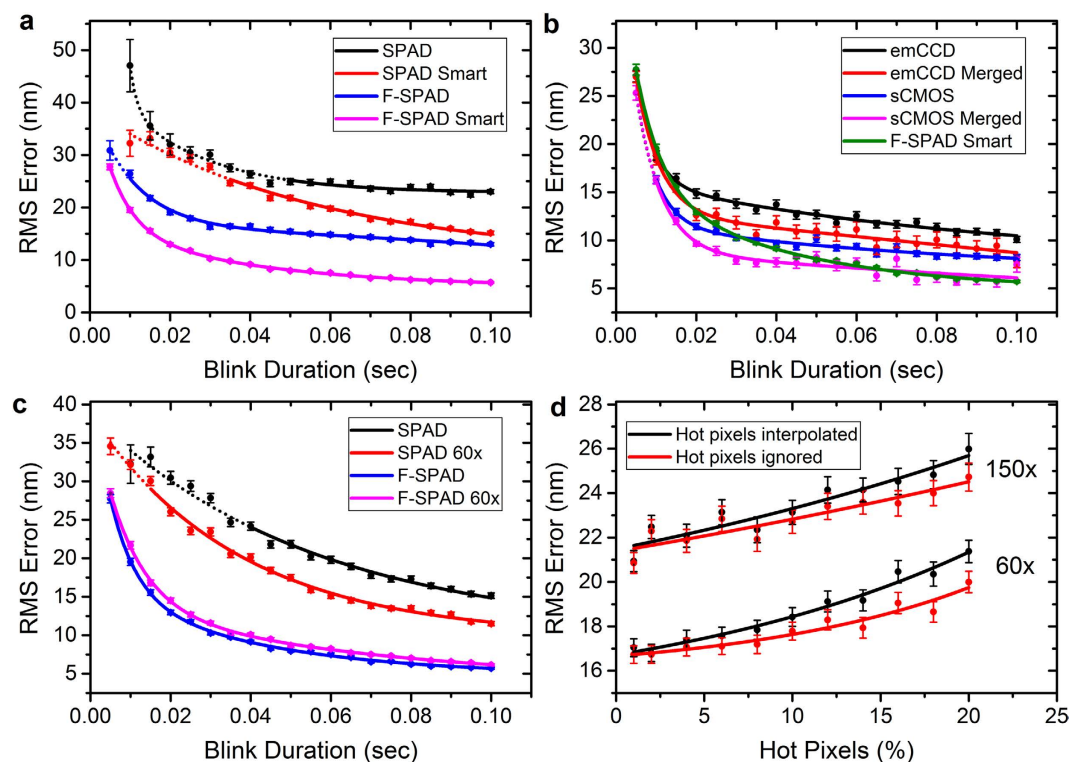 a
50
40
30
20
10
0
RMS Error (nm)
SPAD
SPAD Smart
F-SPAD
F-SPAD Smart
0.00 0.02 0.04 0.06 0.08 0.10
Blink Duration (sec)
b
30
25
20
15
10
5
RMS Error (nm)
emCCD
emCCD Merged
sCMOS
sCMOS Merged
F-SPAD Smart
0.00 0.02 0.04 0.06 0.08 0.10
Blink Duration (sec)
c
40
35
30
25
20
15
10
5
RMS Error (nm)
SPAD
SPAD 60x
F-SPAD
F-SPAD 60x
0.00 0.02 0.04 0.06 0.08 0.10
Blink Duration (sec)
d
28
26
24
22
20
18
16
14
RMS Error (nm)
Hot pixels interpolated
Hot pixels ignored
150x
60x
0 5 10 15 20 25
Hot Pixels (%)